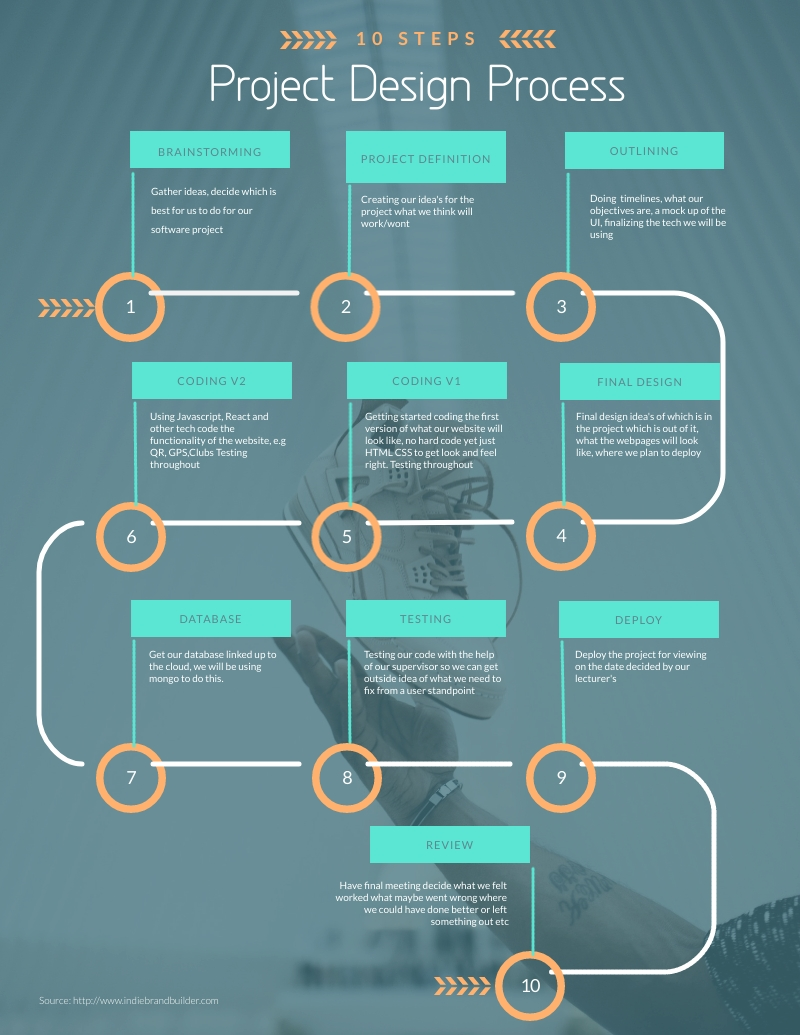 10 STEPS
Project Design Process
BRAINSTORMING
Gather ideas, decide which is
best for us to do for our
software project
1
PROJECT DEFINITION
Creating our idea's for the
project what we think will
work/wont
2
OUTLINING
Doing timelines, what our
objectives are, a mock up of the
UI, finalizing the tech we will be
using
3
FINAL DESIGN
Final design idea's of which is in
the project which is out of it,
what the webpages will look
like, where we plan to deploy
4
CODING V1
Getting started coding the first
version of what our website will
look like, no hard code yet just
HTML CSS to get look and feel
right. Testing throughout
5
CODING V2
Using Javascript, React and
other tech code the
functionality of the website, e.g
QR, GPS,Clubs Testing
throughout
6
DATABASE
Get our database linked up to
the cloud, we will be using
mongo to do this.
7
TESTING
Testing our code with the help
of our supervisor so we can get
outside idea of what we need to
fix from a user standpoint
8
DEPLOY
Deploy the project for viewing
on the date decided by our
lecturer's
9
REVIEW
Have final meeting decide what we felt
worked what maybe went wrong where
we could have done better or left
something out etc
10
Source: http://www.indiebrandbuilder.com